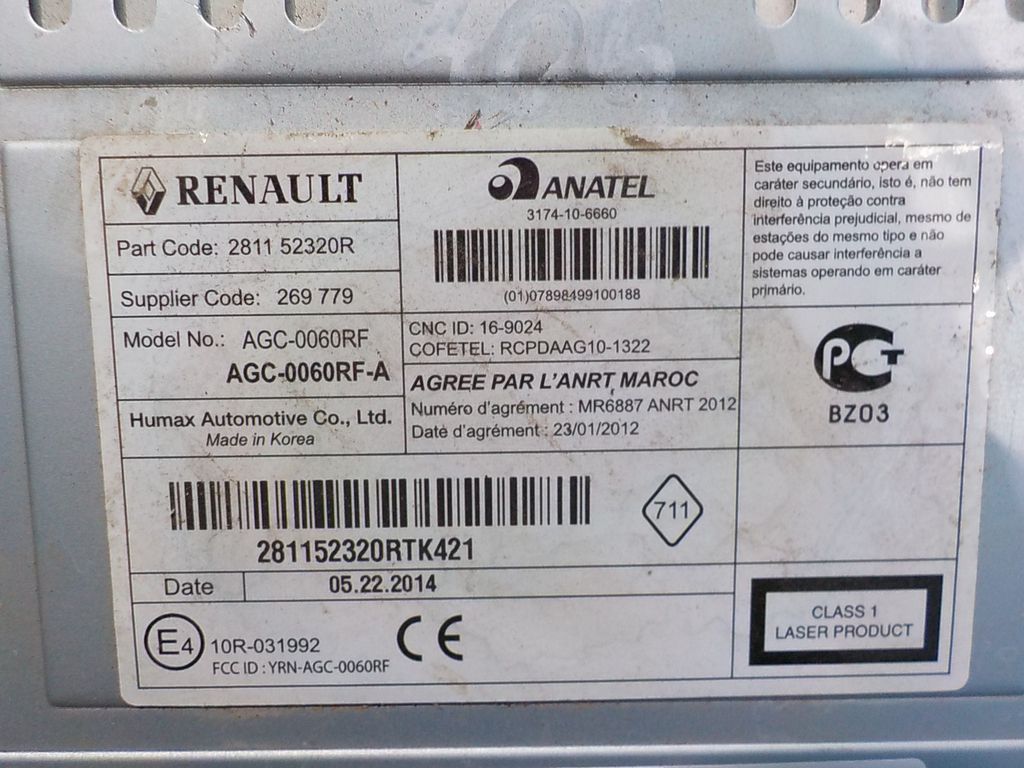 RENAULT
Part Code: 2811 52320R
Supplier Code: 269 779
Model No.: AGC-0060RF
AGC-0060RF-A
Humax Automotive Co., Ltd.
Made in Korea
ANATEL
3174-10-6660
(01)07898499100188
CNC ID: 16-9024
COFETEL: RCPDAAG10-1322
AGREE PAR L'ANRT MAROC
Numéro d'agrément : MR6887 ANRT 2012
Date d'agrément : 23/01/2012
Este equipamento opera em
caráter secundário, isto é, não tem
direito à proteção contra
interferência prejudicial, mesmo de
estações do mesmo tipo e não
pode causar interferência a
sistemas operando em caráter
primário.
РСТ
BZ03
281152320RTK421
711
Date 05.22.2014
E4 10R-031992
FCC ID : YRN-AGC-0060RF
CE
CLASS 1
LASER PRODUCT